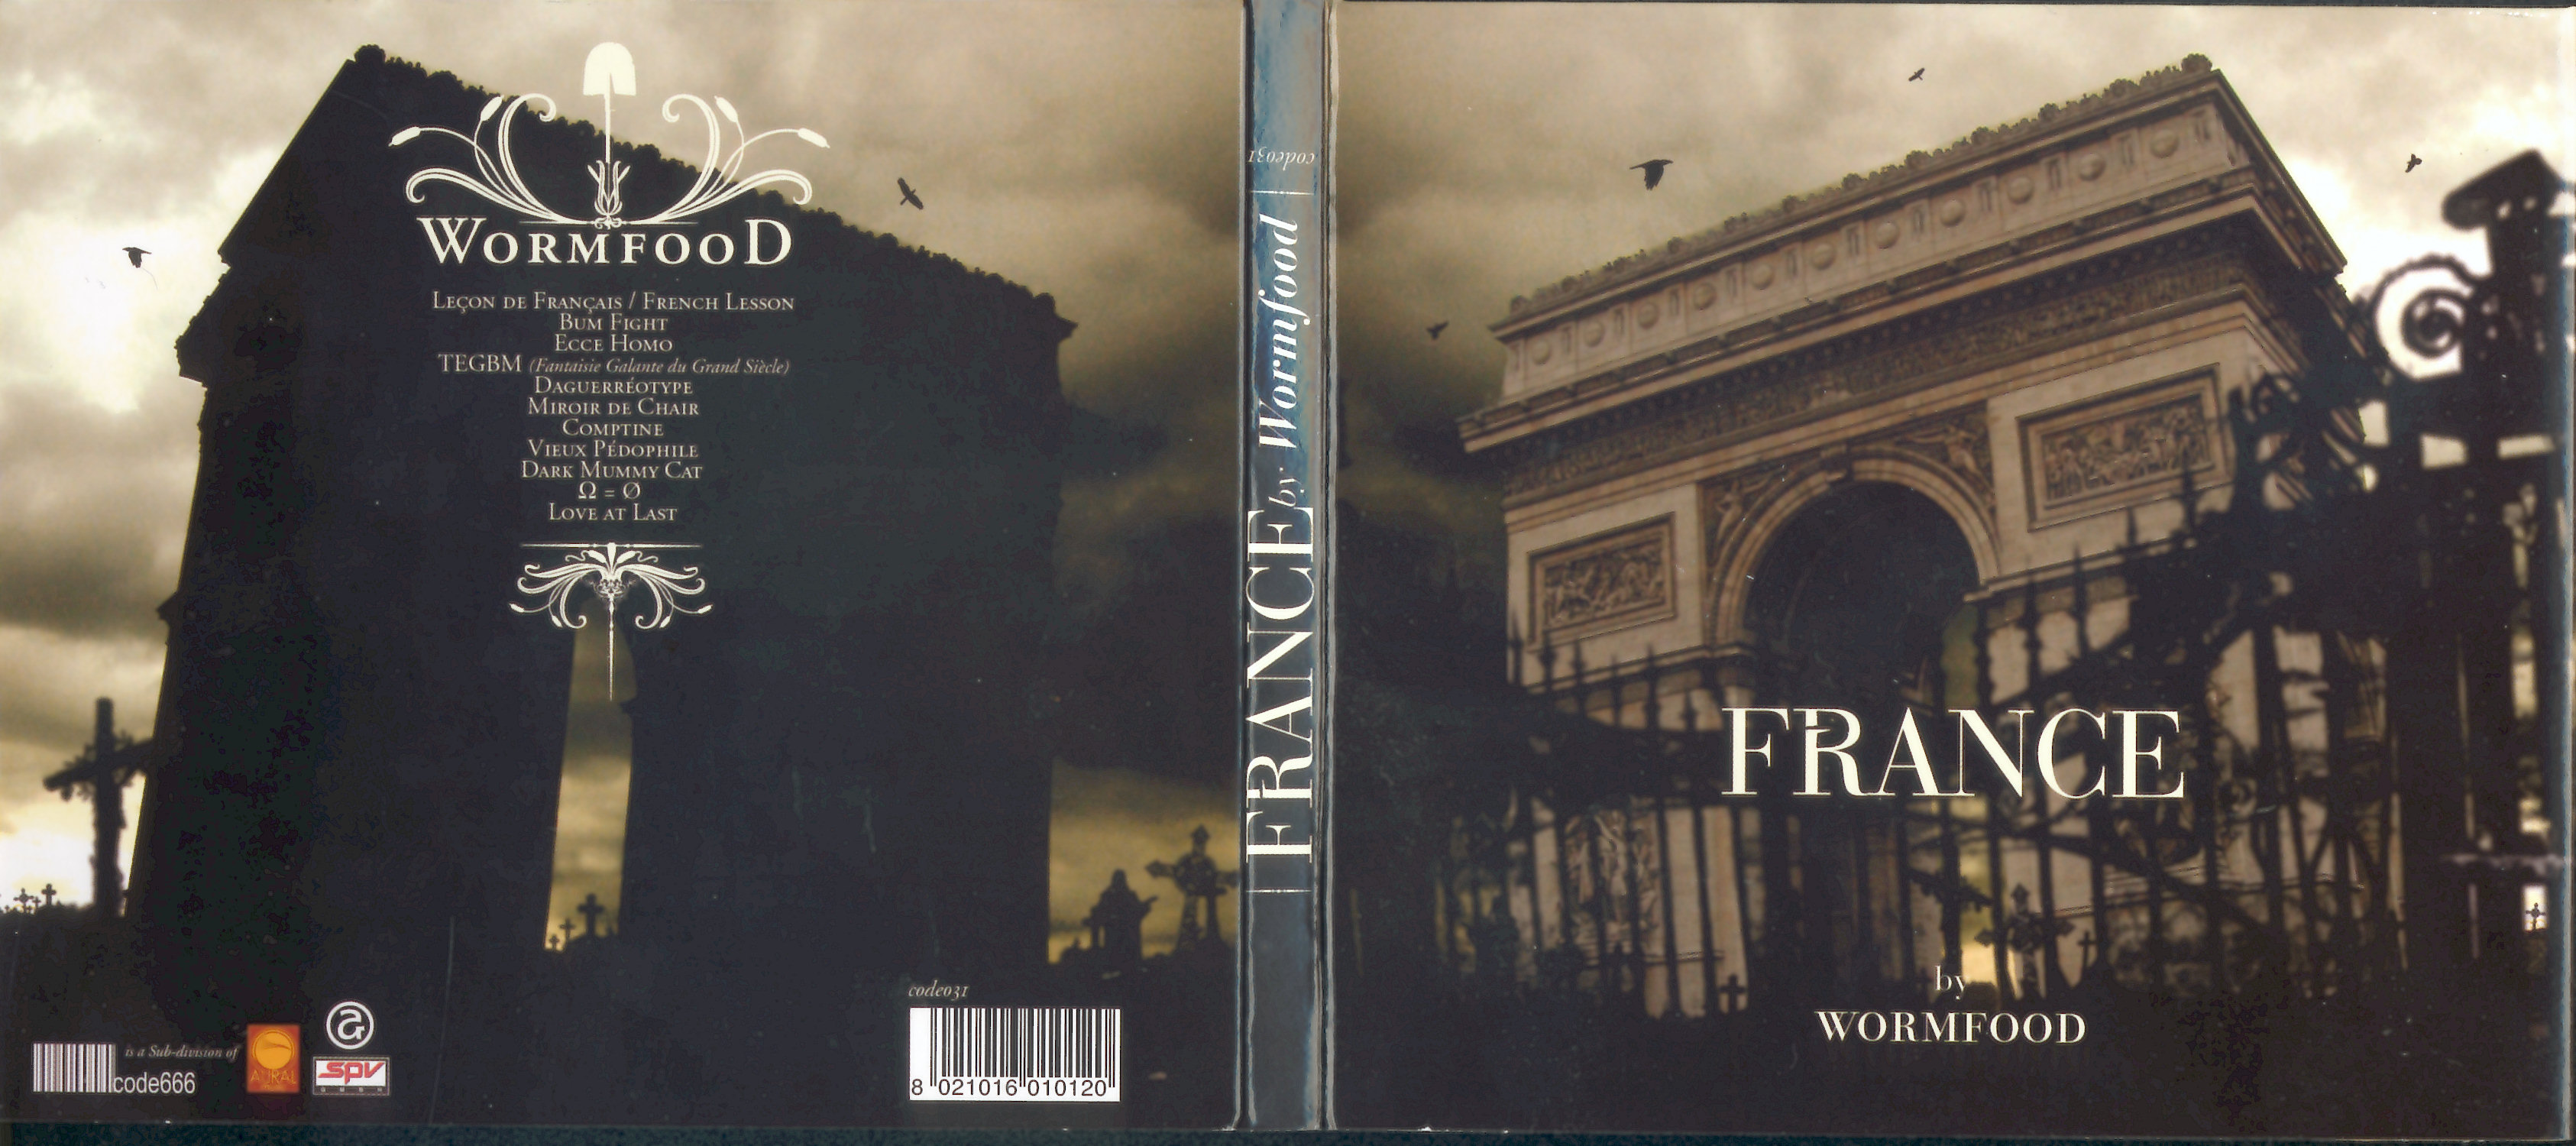 WORMFOOD
LEÇON DE FRANÇAIS / FRENCH LESSON
BUM FIGHT
ECCE HOMO
TEGBM (Fantaisie Galante du Grand Siècle)
DAGUERRÉOTYPE
MIROIR DE CHAIR
COMPTINE
VIEUX PÉDOPHILE
DARK MUMMY CAT
Ω = Ø
LOVE AT LAST
code666
is a Sub-division of
AURAL
spv
GMBH
code031
8 021016 010120
FRANCE by Wormfood
code031
FRANCE
by
WORMFOOD